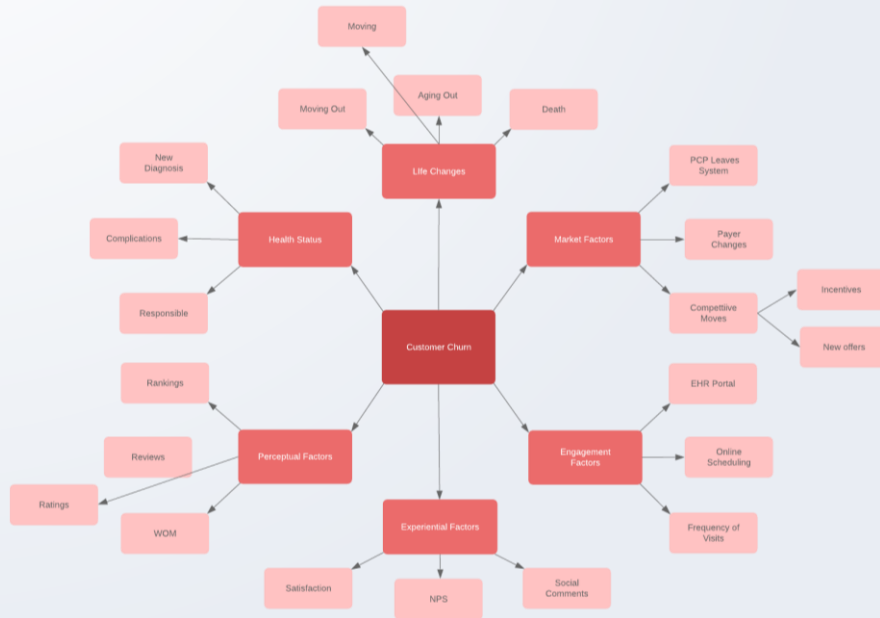 Moving
Aging Out
Moving Out
Death
Life Changes
New
Diagnosis
PCP Leaves
System
Complications
Health Status
Market Factors
Payer
Changes
Responsible
Competitive
Moves
Incentives
New offers
Customer Churn
Rankings
EHR Portal
Reviews
Perceptual Factors
Engagement
Factors
Online
Scheduling
Ratings
WOM
Experiential Factors
Frequency of
Visits
Satisfaction
NPS
Social
Comments